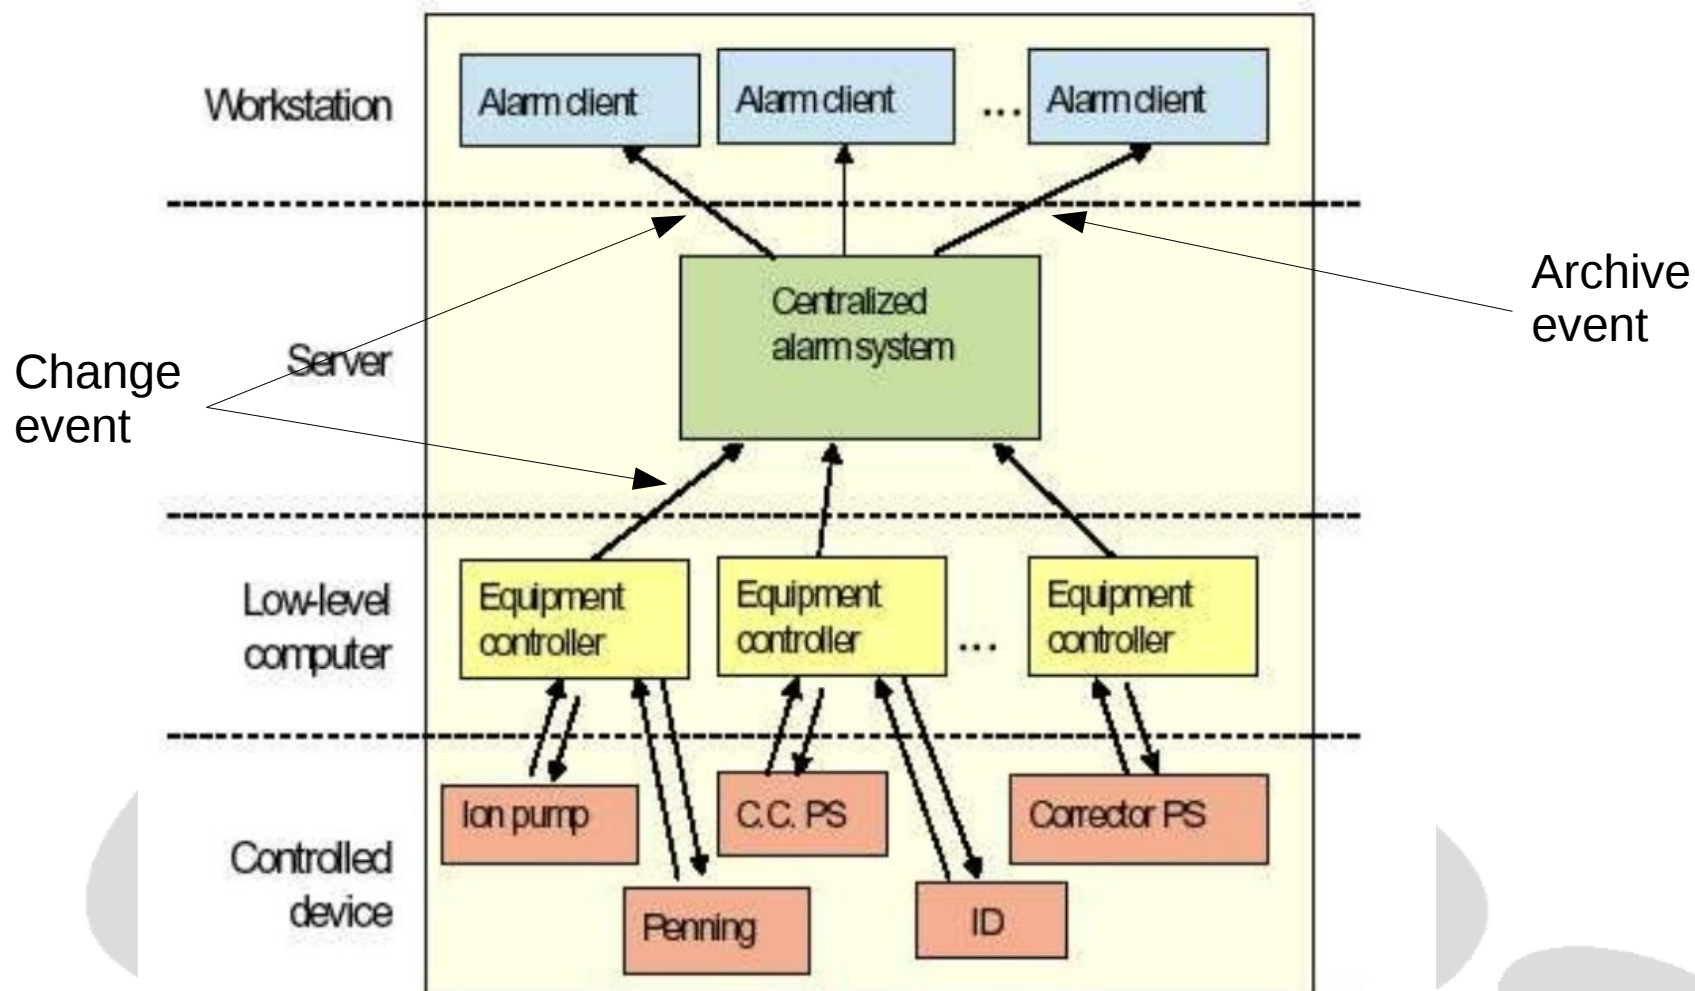 Workstation
Alarm client
Alarm client
...
Alarm client
Archive
event
Centralized
alarm system
Server
Change
event
Low-level
computer
Equipment
controller
Equipment
controller
...
Equipment
controller
Ion pump
C.C. PS
Corrector PS
Controlled
device
Penning
ID